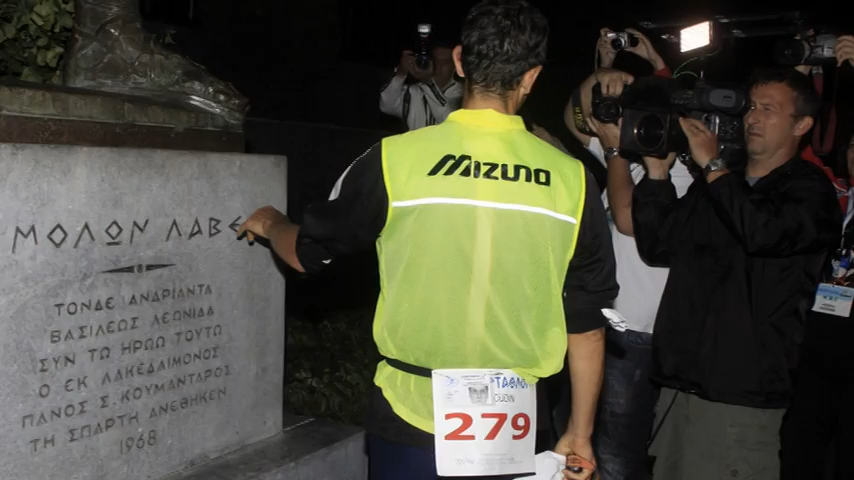 ΜΟΛΩΝ ΛΑΒΕ
ΤΟΝΔΕ ΑΝΔΡΙΑΝΤΑ
ΒΑΣΙΛΕΩΣ ΛΕΩΝΙΔΑ
ΣΥΝ ΤΩ ΗΡΩΩ ΤΟΥΤΩ
Ο ΕΚ ΛΑΚΕΔΑΙΜΟΝΟΣ
ΠΑΝΟΣ Σ. ΚΟΥΜΑΝΤΑΡΟΣ
ΤΗ ΣΠΑΡΤΗ ΑΝΕΘΗΚΕΝ
1968
MIZUNO
279